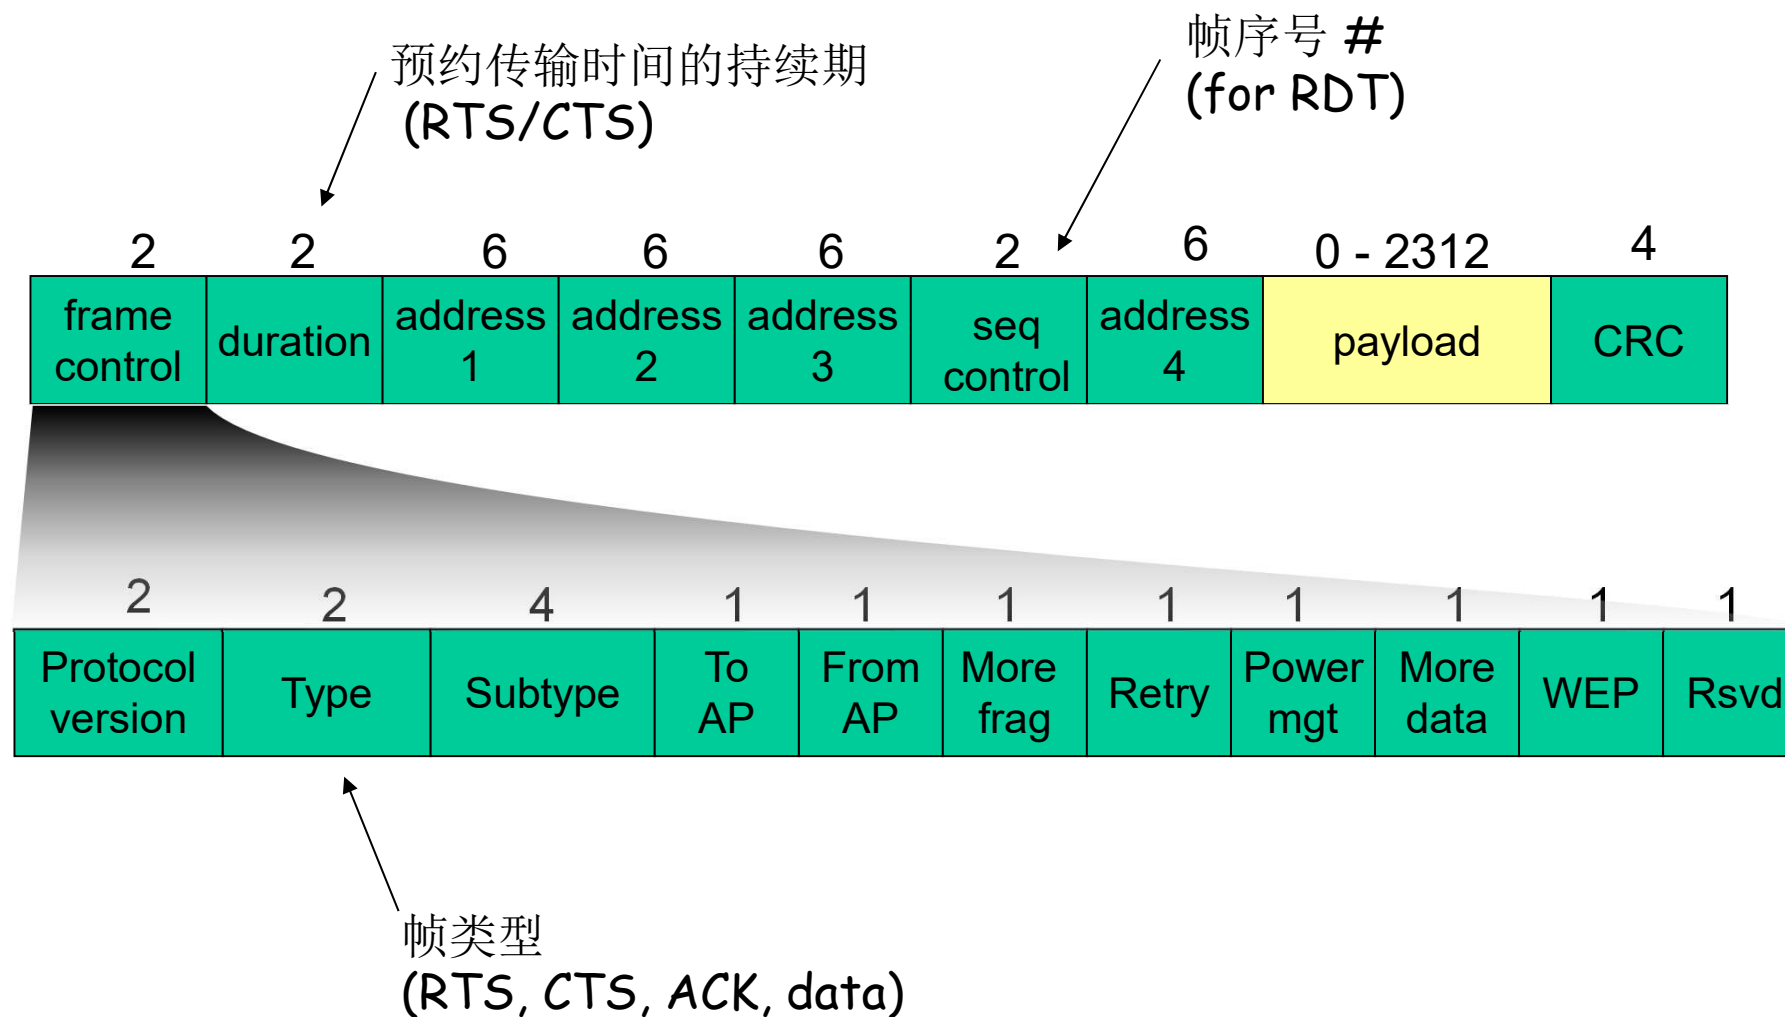 预约传输时间的持续期
(RTS/CTS)
帧序号 #
(for RDT)
2 2 6 6 6 2 6 0 - 2312 4
frame
control
duration
address
1
address
2
address
3
seq
control
address
4
payload
CRC
2 2 4 1 1 1 1 1 1 1 1
Protocol
version
Type
Subtype
To
AP
From
AP
More
frag
Retry
Power
mgt
More
data
WEP
Rsvd
帧类型
(RTS, CTS, ACK, data)